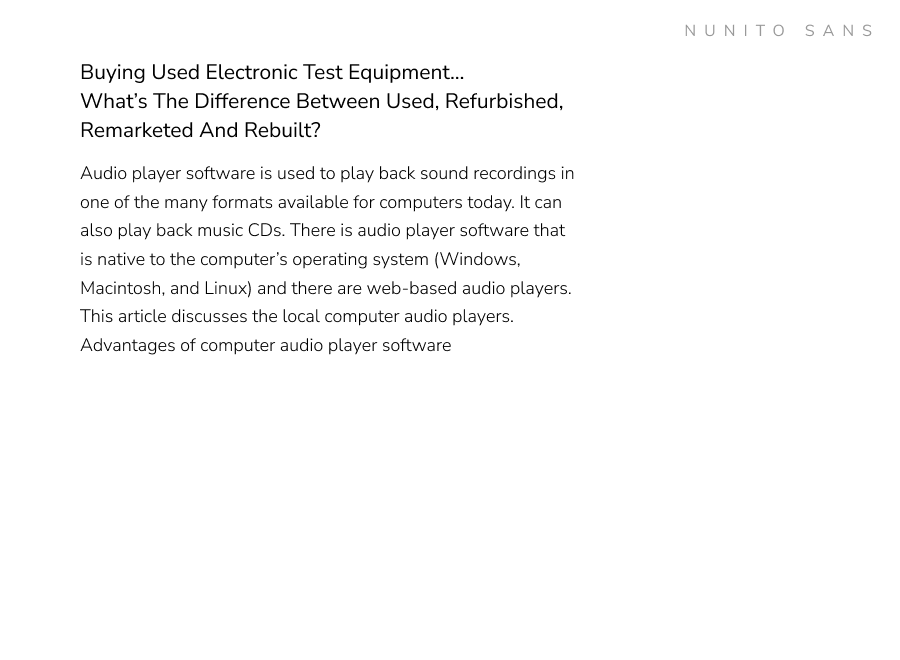 NUNITO SANS
Buying Used Electronic Test Equipment…
What’s The Difference Between Used, Refurbished,
Remarketed And Rebuilt?
Audio player software is used to play back sound recordings in
one of the many formats available for computers today. It can
also play back music CDs. There is audio player software that
is native to the computer’s operating system (Windows,
Macintosh, and Linux) and there are web-based audio players.
This article discusses the local computer audio players.
Advantages of computer audio player software